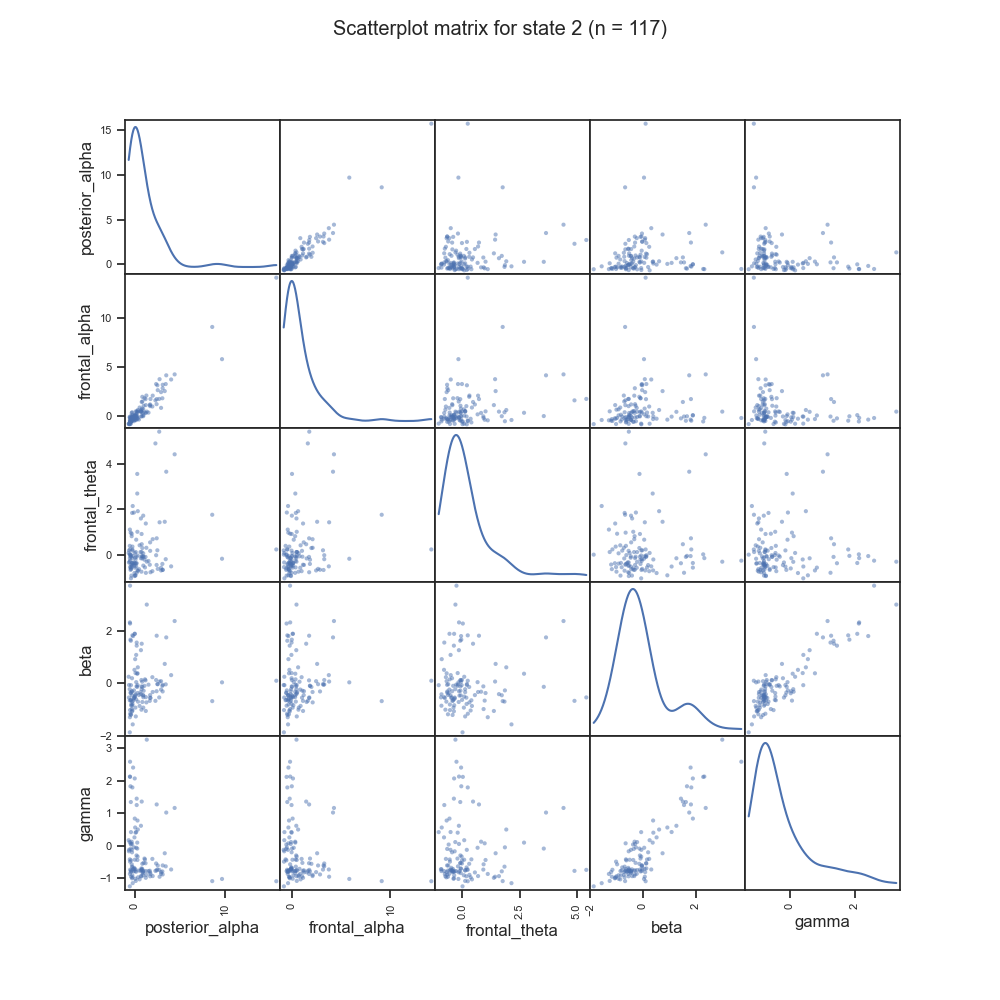 Scatterplot matrix for state 2 (n = 117)
15
10
5
0
posterior_alpha
10
5
0
frontal_alpha
4
2
0
frontal_theta
2
0
−2
beta
3
2
1
0
−1
gamma
0
10
0
10
0.0
2.5
5.0
−2
0
2
0
2
posterior_alpha
frontal_alpha
frontal_theta
beta
gamma